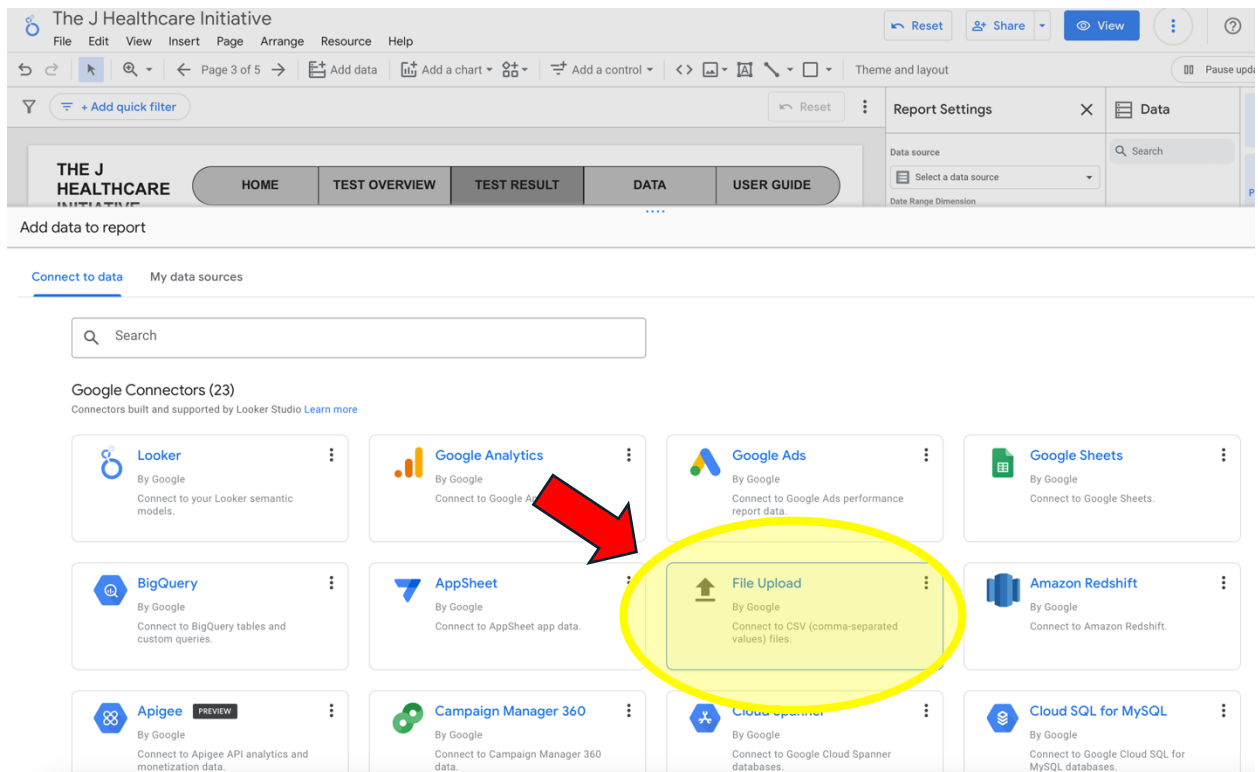 The J Healthcare Initiative
File Edit View Insert Page Arrange Resource Help
Reset
Share
View
Page 3 of 5
Add data
Add a chart
Add a control
Theme and layout
Pause upda
+ Add quick filter
Reset
Report Settings
Data
Data source
Search
Select a data source
Date Range Dimension
THE J
HEALTHCARE
INITIATIVE
HOME
TEST OVERVIEW
TEST RESULT
DATA
USER GUIDE
Add data to report
Connect to data
My data sources
Search
Google Connectors (23)
Connectors built and supported by Looker Studio Learn more
Looker
By Google
Connect to your Looker semantic
models.
Google Analytics
By Google
Connect to Google
Google Ads
By Google
Connect to Google Ads performance
report data.
Google Sheets
By Google
Connect to Google Sheets.
BigQuery
By Google
Connect to BigQuery tables and
custom queries.
AppSheet
By Google
Connect to AppSheet app data.
File Upload
By Google
Connect to CSV (comma-separated
values) files.
Amazon Redshift
By Google
Connect to Amazon Redshift.
Apigee PREVIEW
By Google
Connect to Apigee API analytics and
monetization data.
Campaign Manager 360
By Google
Connect to Campaign Manager 360
data.
Cloud Spanner
By Google
Connect to Google Cloud Spanner
databases.
Cloud SQL for MySQL
By Google
Connect to Google Cloud SQL for
MySQL databases.